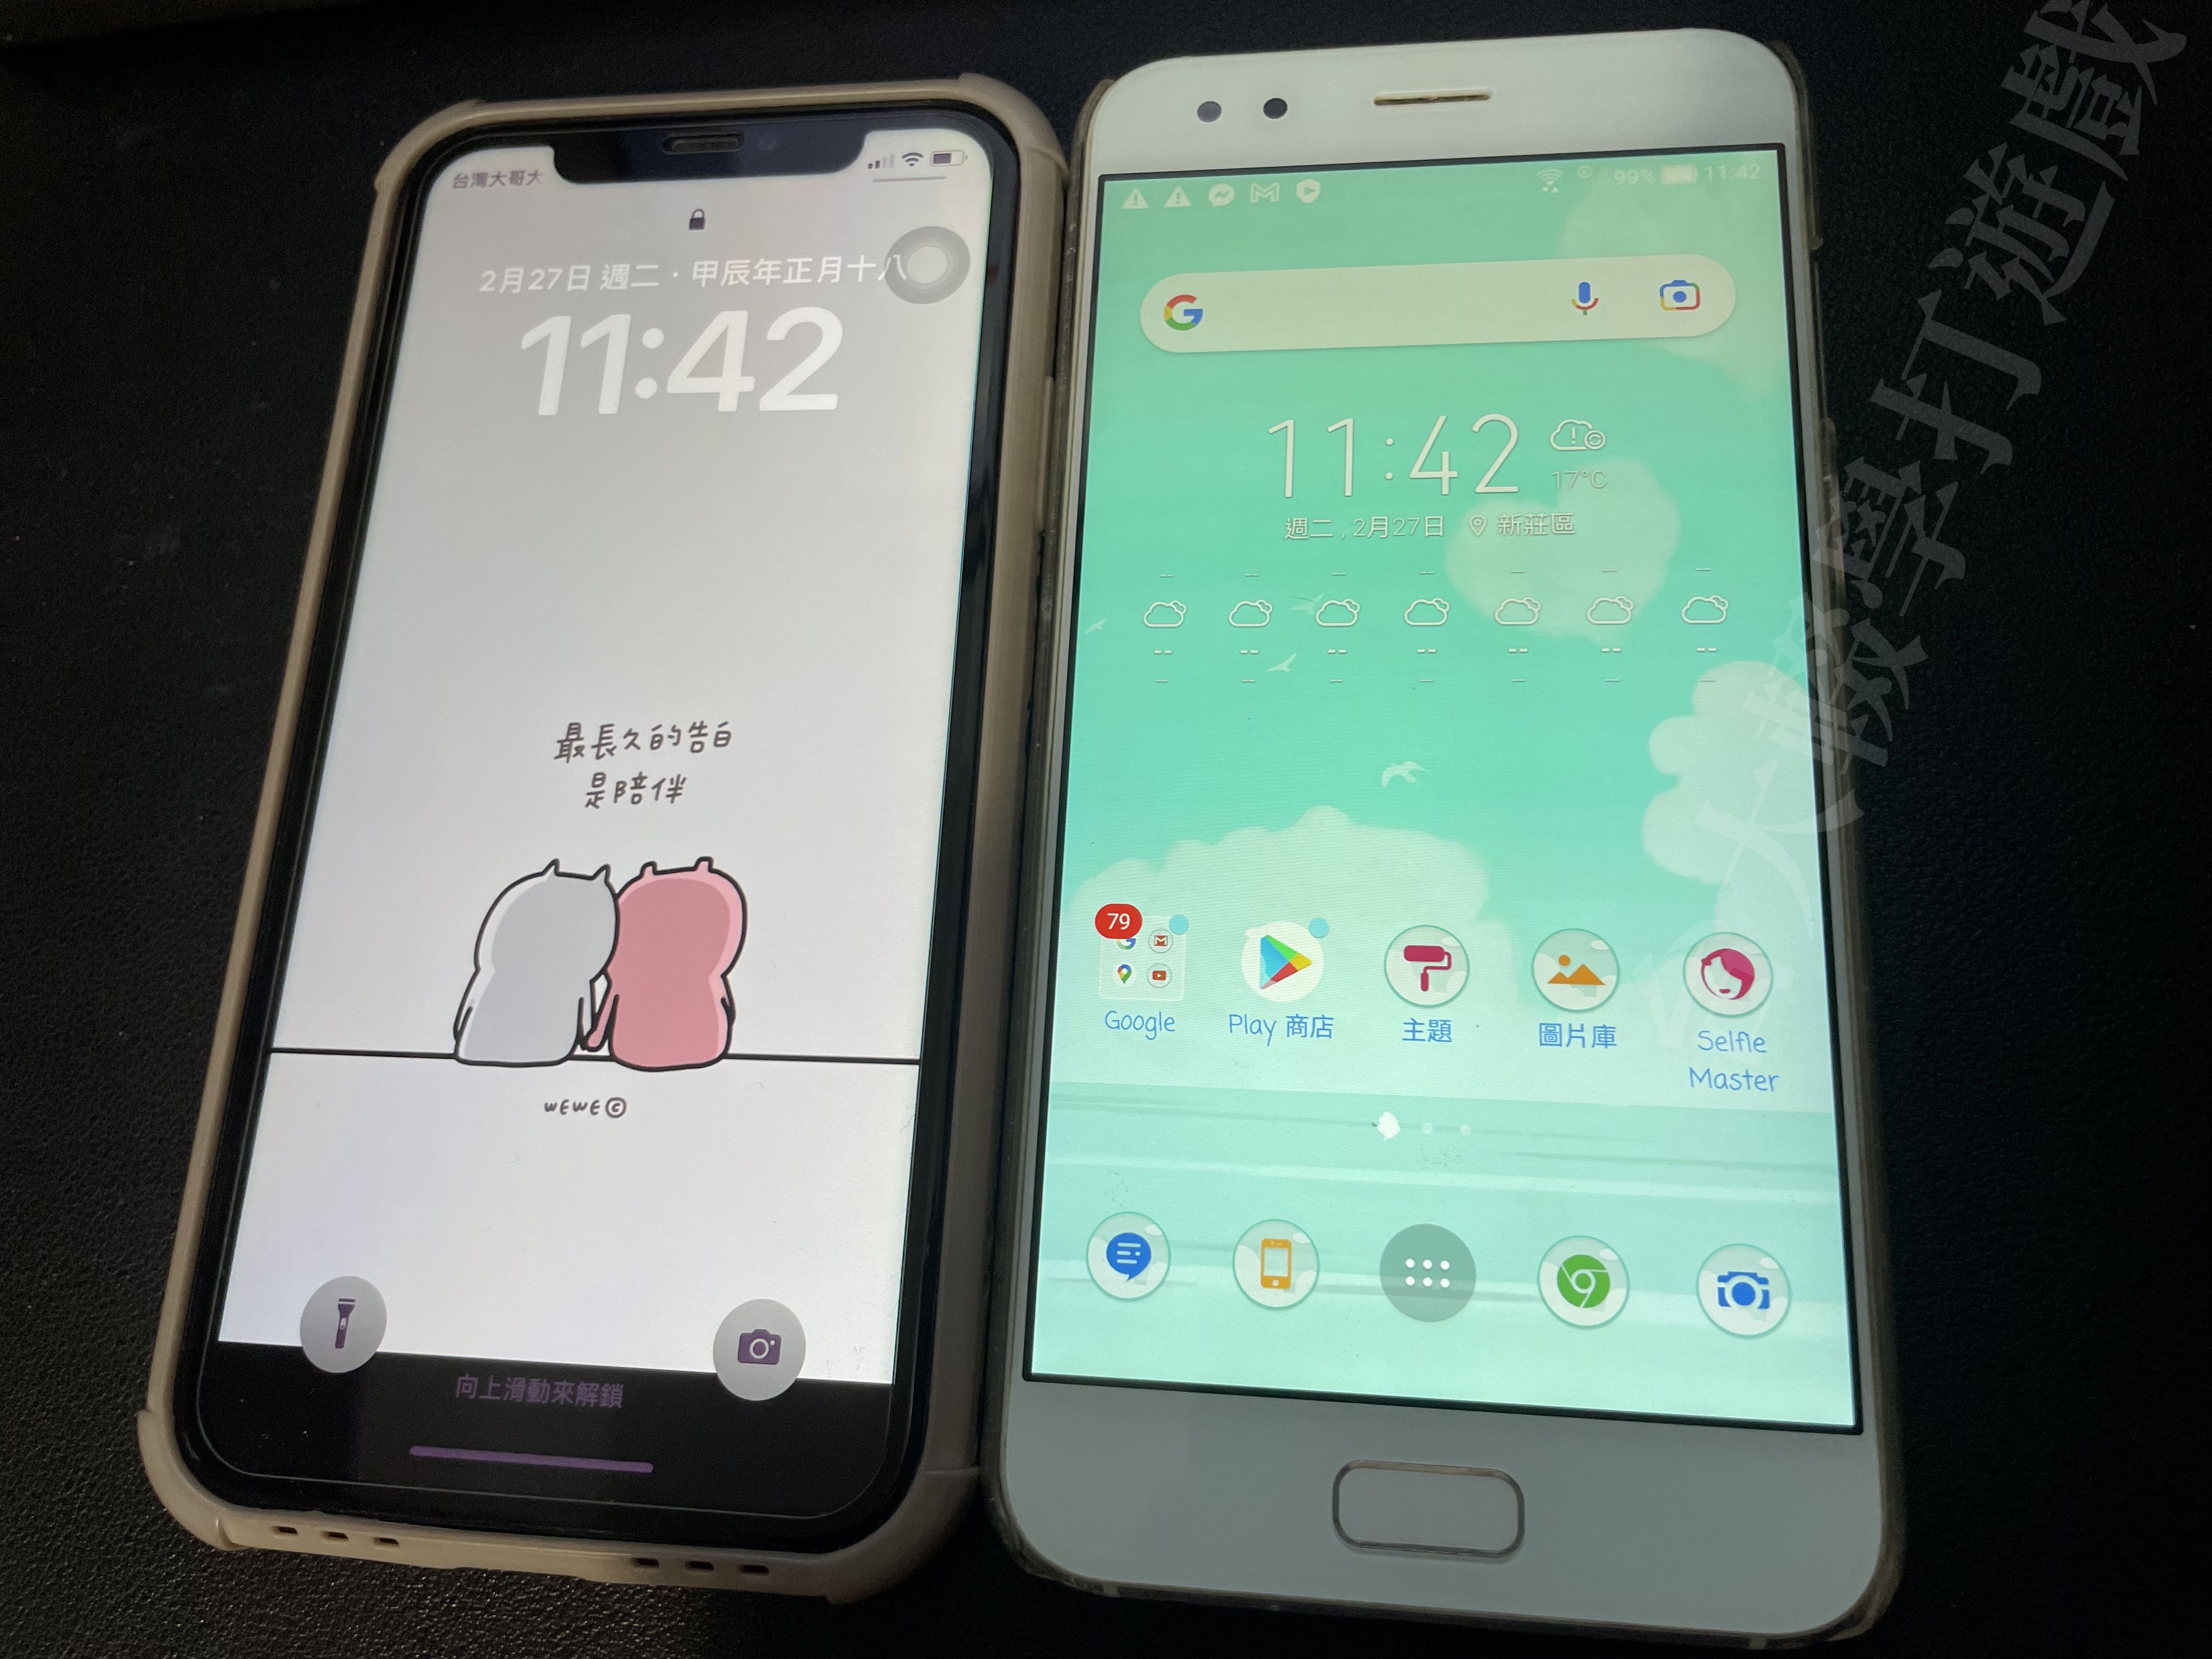 台灣大哥大
2月27日 週二 · 甲辰年正月十八
11:42
最長久的告白
是陪伴
WEWE©
向上滑動來解鎖
99% 11:42
11:42
17°C
週二 , 2月27日 新莊區
-- -- -- -- -- -- --
79
Google
Play 商店
主題
圖片庫
Selfie
Master
大嫂學打遊戲